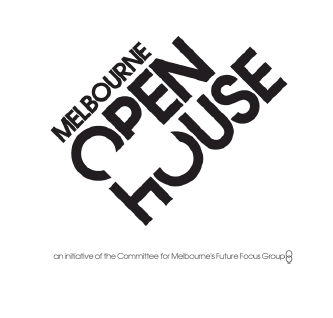 MELBOURNE
OPEN
HOUSE
an initiative of the Committee for Melbourne's Future Focus Group